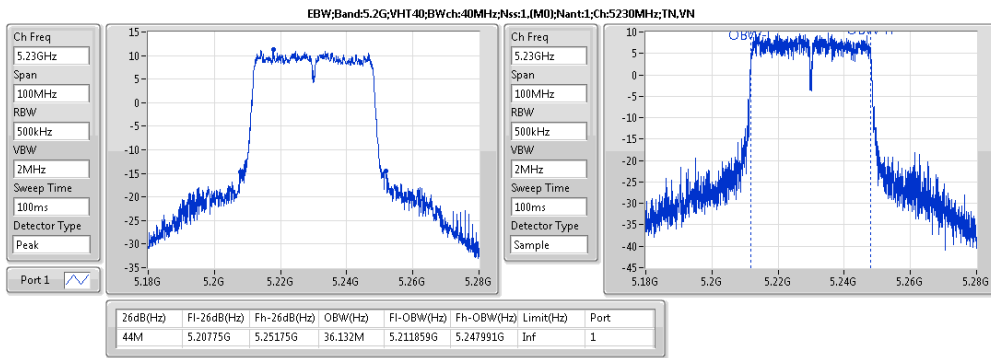 EBW;Band:5.2G;VHT40;BWch:40MHz;Nss:1,(M0);Nant:1;Ch:5230MHz;TN,VN
Ch Freq
5.23GHz
Span
100MHz
RBW
500kHz
VBW
2MHz
Sweep Time
100ms
Detector Type
Peak
Port 1
15
10
5
0
-5
-10
-15
-20
-25
-30
-35
5.18G 5.2G 5.22G 5.24G 5.26G 5.28G
Ch Freq
5.23GHz
Span
100MHz
RBW
500kHz
VBW
2MHz
Sweep Time
100ms
Detector Type
Sample
10
5
0
-5
-10
-15
-20
-25
-30
-35
-40
-45
5.18G 5.2G 5.22G 5.24G 5.26G 5.28G
26dB(Hz) Fl-26dB(Hz) Fh-26dB(Hz) OBW(Hz) Fl-OBW(Hz) Fh-OBW(Hz) Limit(Hz) Port
44M 5.20775G 5.25175G 36.132M 5.211859G 5.247991G Inf 1